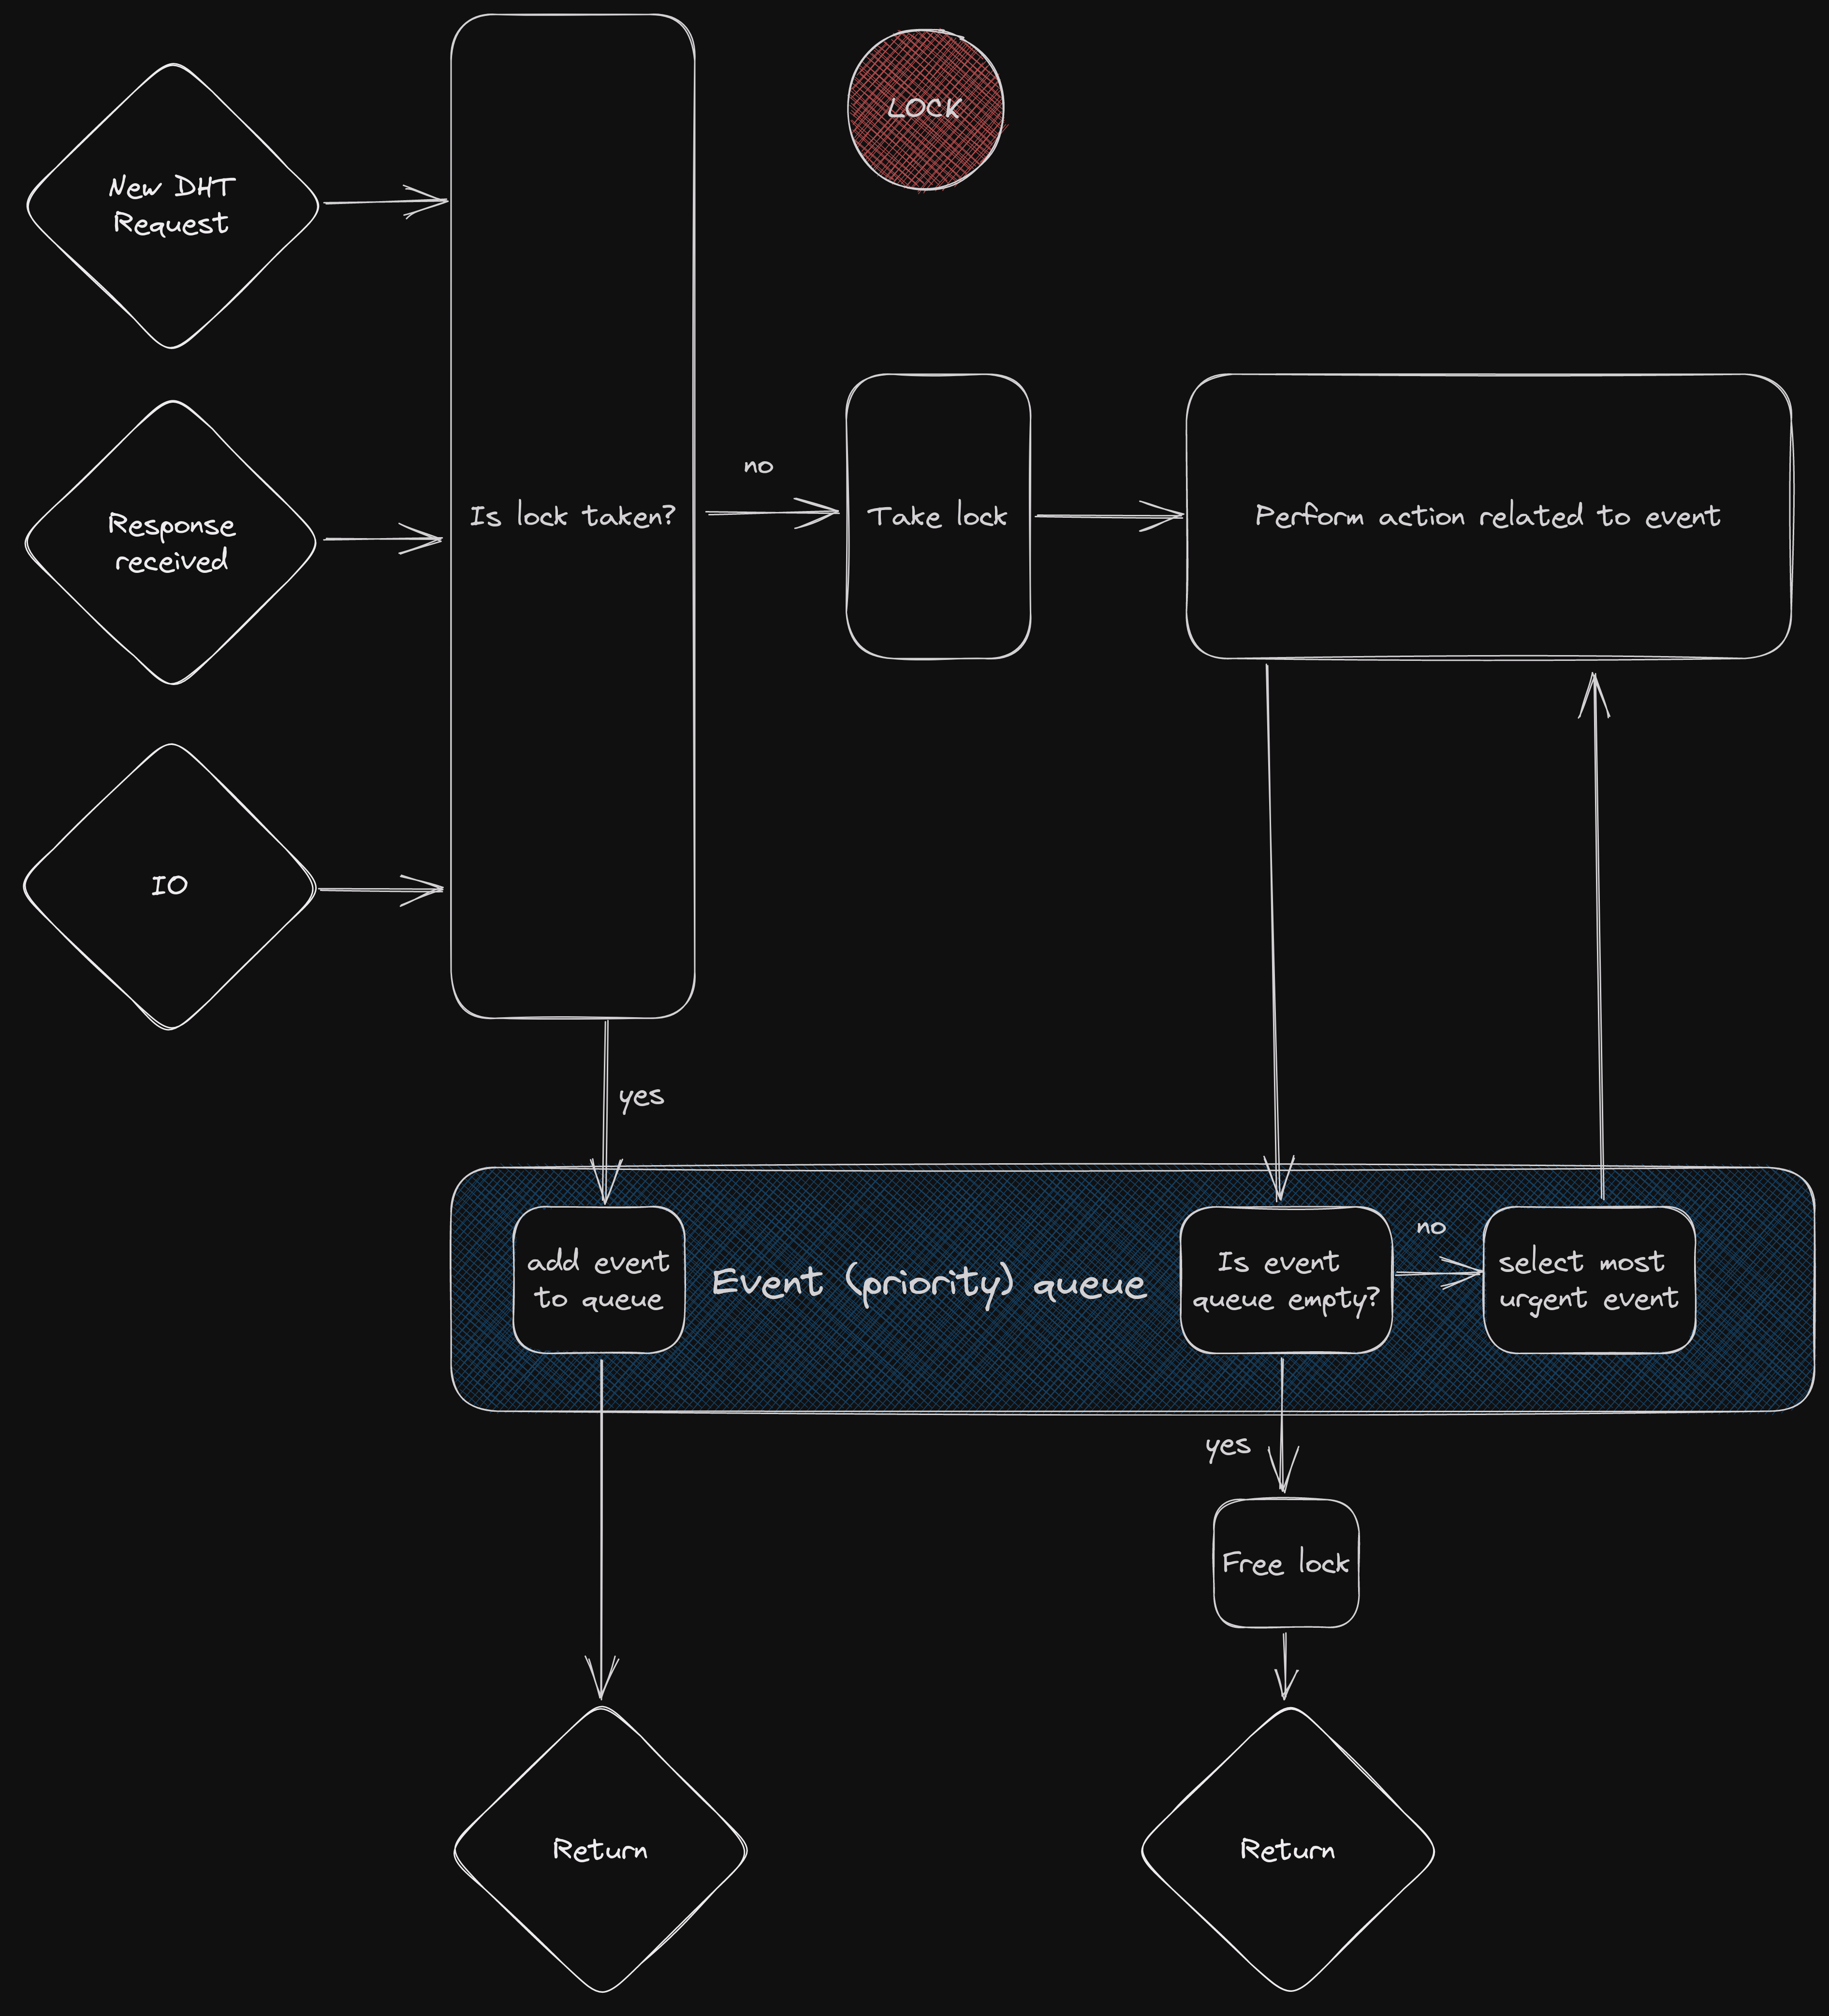 LOCK
New DHT
Request
no
Is lock taken?
Take lock
Perform action related to event
Response
received
IO
yes
add event
to queue
Event (priority) queue
Is event
queue empty?
no
select most
urgent event
yes
Free lock
Return
Return